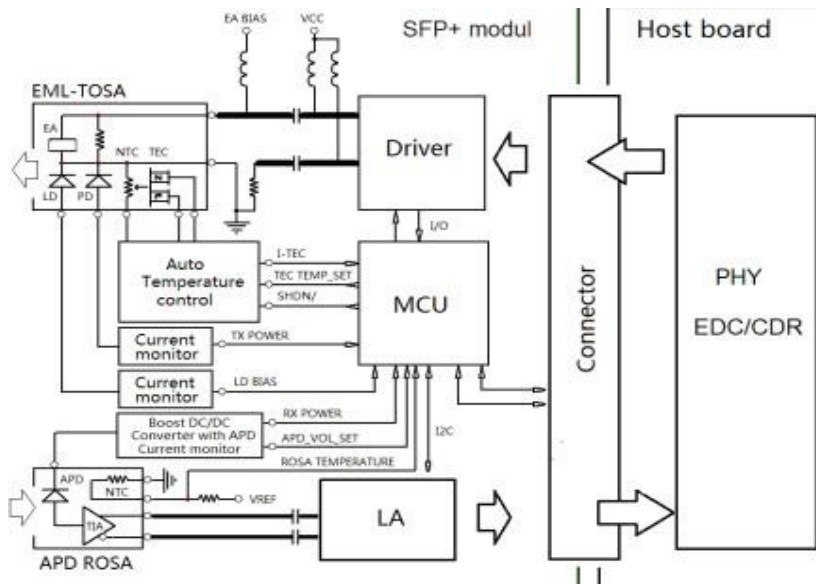 EA BIAS
VCC
SFP+ modul
Host board
EML-TOSA
EA
NTC TEC
N
P
LD
PD
Driver
I/O
Auto
Temperature
control
I-TEC
TEC TEMP_SET
SHDN/
MCU
Connector
PHY
EDC/CDR
Current
monitor
TX POWER
Current
monitor
LD BIAS
Boost DC/DC
Converter with APD
Current monitor
RX POWER
APD_VOL_SET
I2C
ROSA TEMPERATURE
APD
NTC
VREF
TIA
LA
APD ROSA